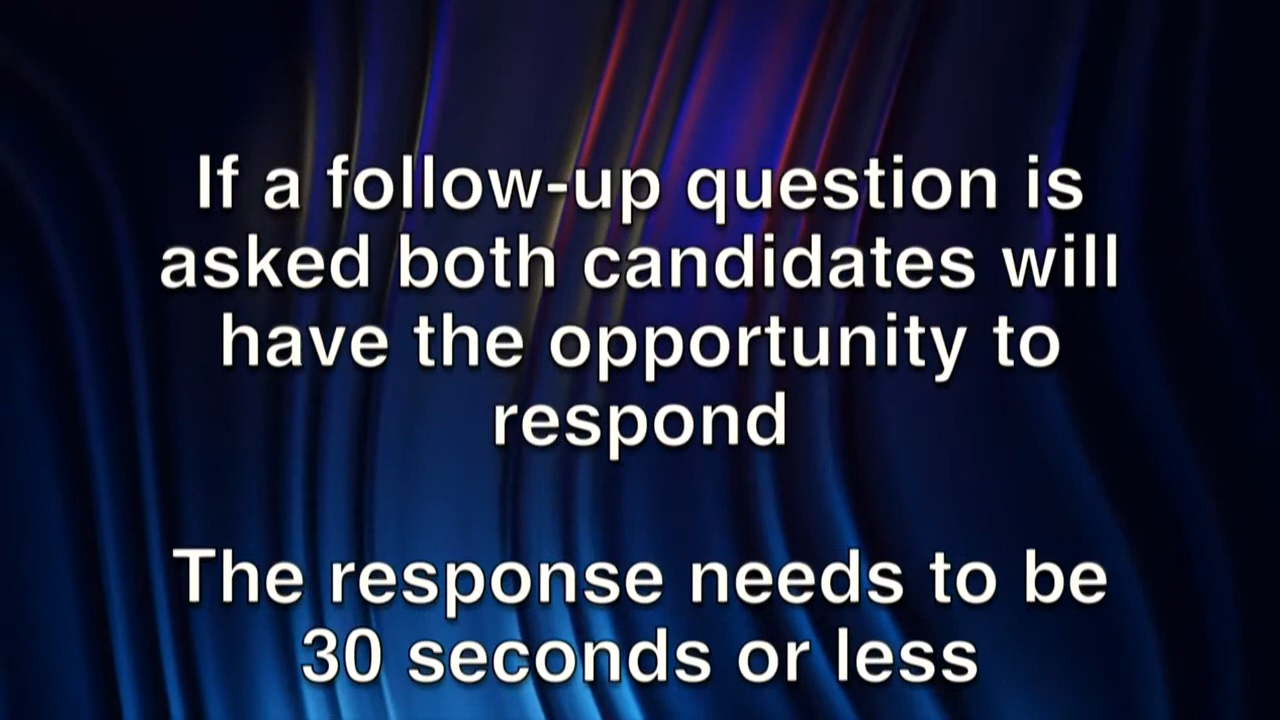 If a follow-up question is
asked both candidates will
have the opportunity to
respond
The response needs to be
30 seconds or less